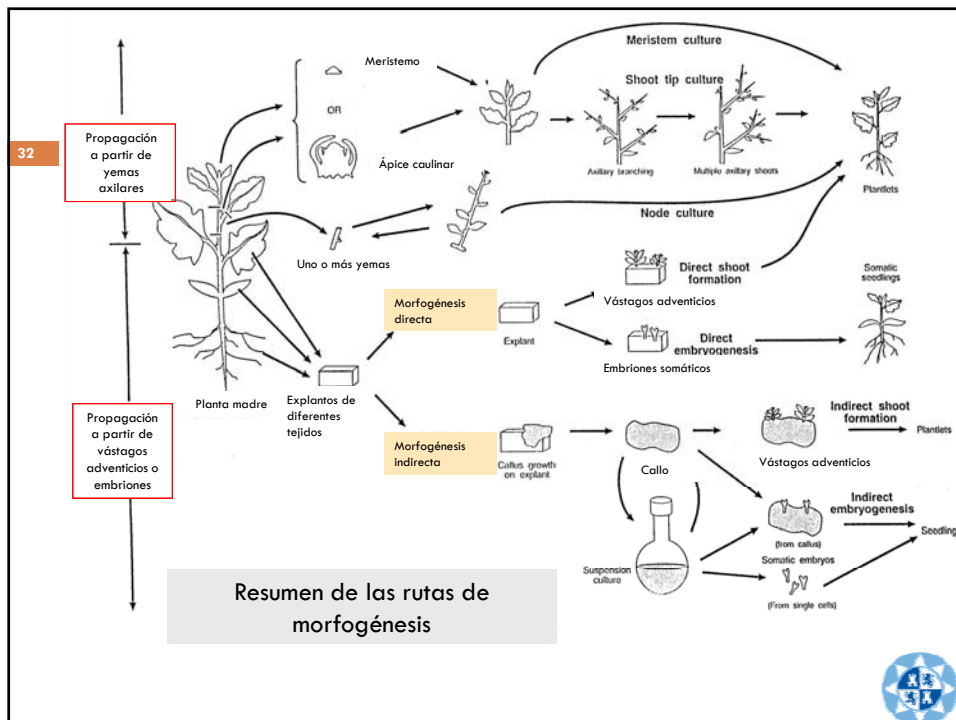 32
Propagación
a partir de
yemas
axilares
Propagación
a partir de
vástagos
adventicios o
embriones
Planta madre
Meristemo
OR
Ápice caulinar
Uno o más yemas
Explantos de
diferentes
tejidos
Meristem culture
Shoot tip culture
Axillary branching
Multiple axillary shoots
Plantlets
Node culture
Morfogénesis
directa
Explant
Direct shoot
formation
Vástagos adventicios
Direct
embryogenesis
Embriones somáticos
Somatic
seedlings
Morfogénesis
indirecta
Callus growth
on explant
Callo
Indirect shoot
formation
Vástagos adventicios
Plantlets
Suspension
culture
Indirect
embryogenesis
(from callus)
Somatic embryos
(From single cells)
Seedling
Resumen de las rutas de
morfogénesis